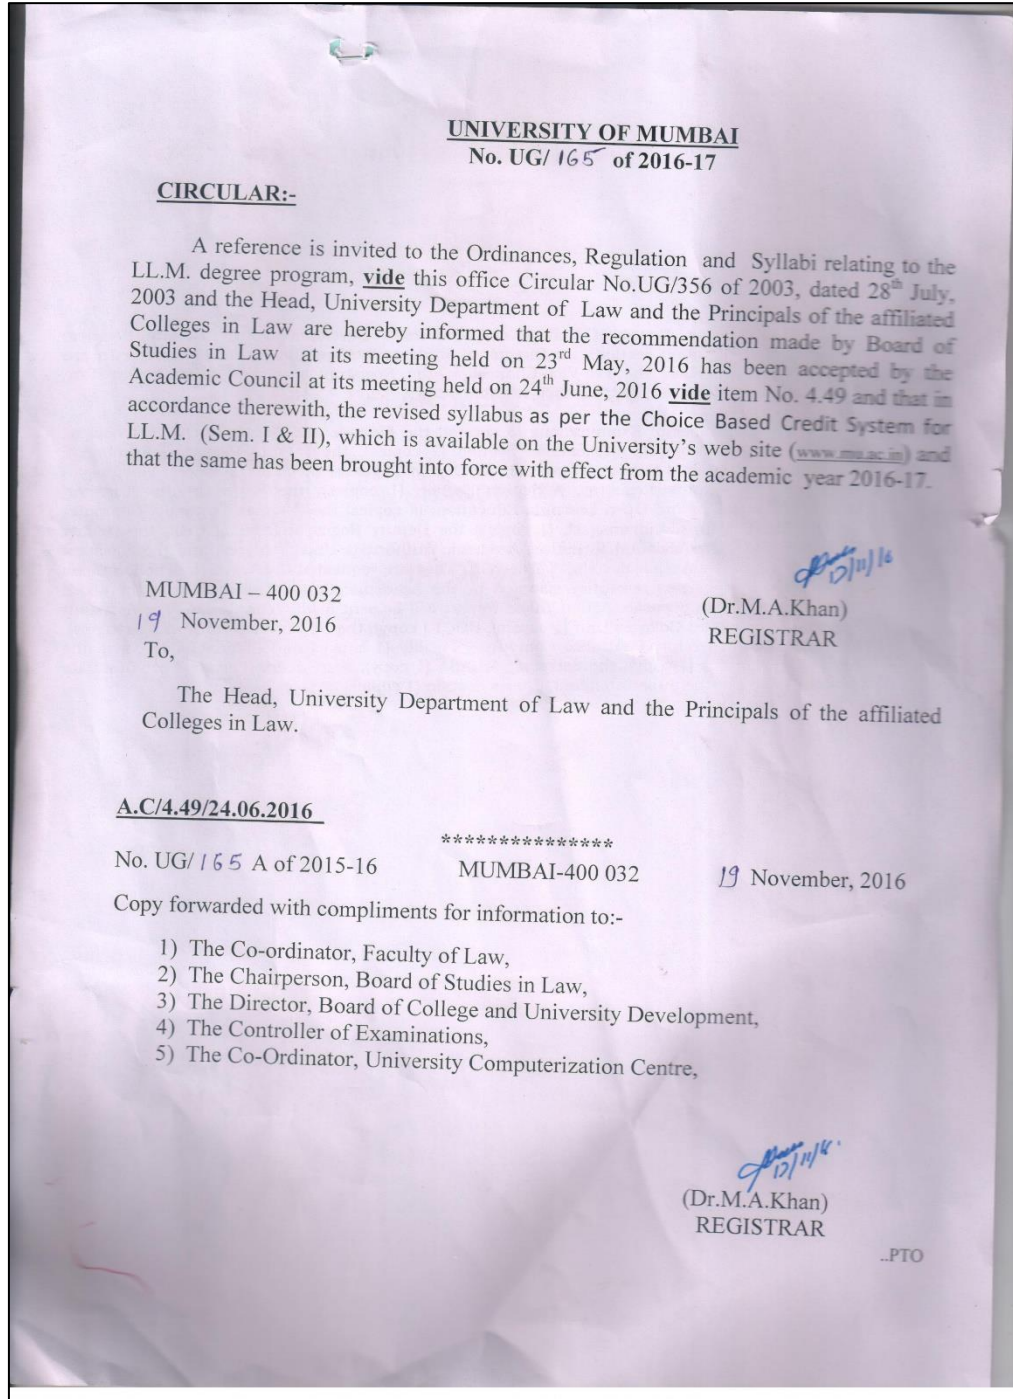 UNIVERSITY OF MUMBAI
No. UG/ 165 of 2016-17
CIRCULAR:-
A reference is invited to the Ordinances, Regulation and Syllabi relating to the
LL.M. degree program, vide this office Circular No.UG/356 of 2003, dated 28th July,
2003 and the Head, University Department of Law and the Principals of the affiliated
Colleges in Law are hereby informed that the recommendation made by Board of
Studies in Law at its meeting held on 23rd May, 2016 has been accepted by the
Academic Council at its meeting held on 24th June, 2016 vide item No. 4.49 and that in
accordance therewith, the revised syllabus as per the Choice Based Credit System for
LL.M. (Sem. I & II), which is available on the University's web site (www.mu.ac.in) and
that the same has been brought into force with effect from the academic year 2016-17.
MUMBAI – 400 032
19 November, 2016
(Dr.M.A.Khan)
REGISTRAR
To,
The Head, University Department of Law and the Principals of the affiliated
Colleges in Law.
A.C/4.49/24.06.2016
***************
No. UG/ 165 A of 2015-16 MUMBAI-400 032 19 November, 2016
Copy forwarded with compliments for information to:-
1) The Co-ordinator, Faculty of Law,
2) The Chairperson, Board of Studies in Law,
3) The Director, Board of College and University Development,
4) The Controller of Examinations,
5) The Co-Ordinator, University Computerization Centre,
(Dr.M.A.Khan)
REGISTRAR
..PTO